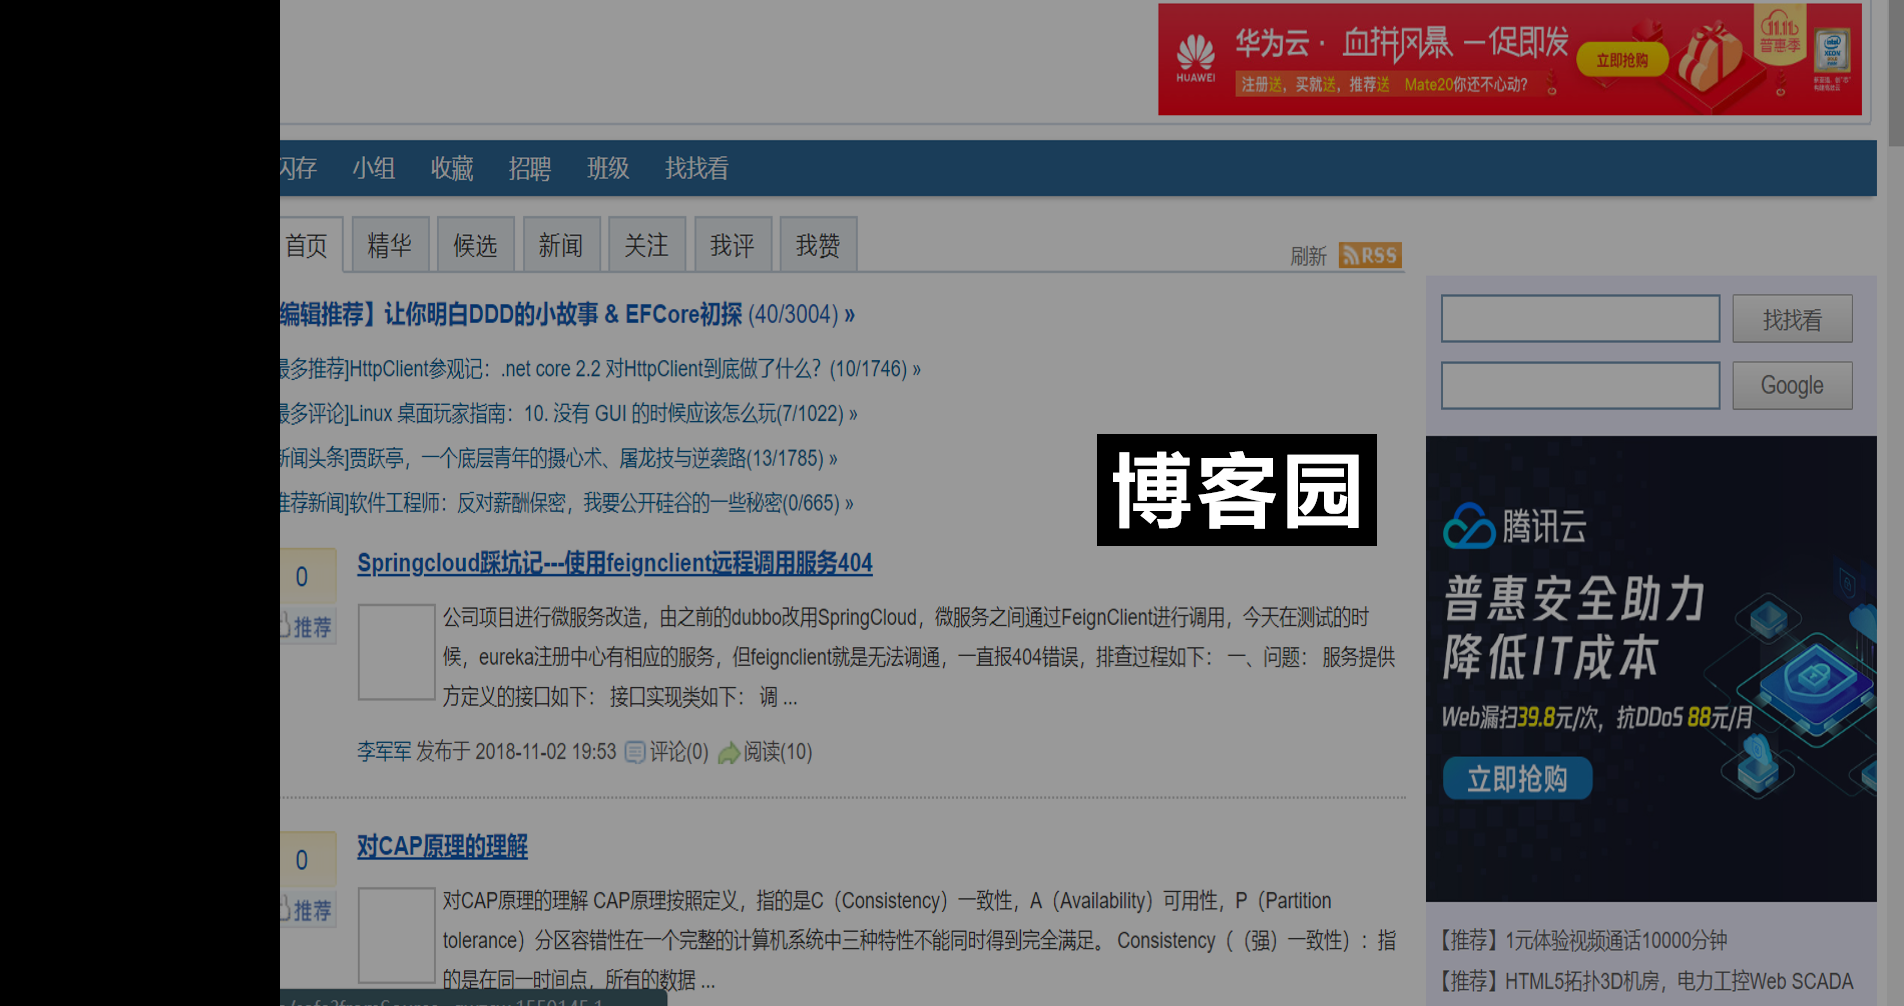 HUAWEI
华为云· 血拼风暴 一促即发
注册送，买就送，推荐送 Mate20你还不心动？
立即抢购
11.11
普惠季
intel
XEON
闪存 小组 收藏 招聘 班级 找找看
首页 精华 候选 新闻 关注 我评 我赞
刷新 RSS
编辑推荐】让你明白DDD的小故事 & EFCore初探 (40/3004) »
最多推荐]HttpClient参观记：.net core 2.2 对HttpClient到底做了什么？(10/1746) »
最多评论]Linux 桌面玩家指南：10. 没有 GUI 的时候应该怎么玩(7/1022) »
新闻头条]贾跃亭，一个底层青年的摄心术、屠龙技与逆袭路(13/1785) »
推荐新闻]软件工程师：反对薪酬保密，我要公开硅谷的一些秘密(0/665) »
博客园
0
推荐
Springcloud踩坑记---使用feignclient远程调用服务404
公司项目进行微服务改造，由之前的dubbo改用SpringCloud，微服务之间通过FeignClient进行调用，今天在测试的时
候，eureka注册中心有相应的服务，但feignclient就是无法调通，一直报404错误，排查过程如下： 一、问题： 服务提供
方定义的接口如下： 接口实现类如下： 调 ...
李军军 发布于 2018-11-02 19:53 评论(0) 阅读(10)
0
推荐
对CAP原理的理解
对CAP原理的理解 CAP原理按照定义，指的是C（Consistency）一致性，A（Availability）可用性，P（Partition
tolerance）分区容错性在一个完整的计算机系统中三种特性不能同时得到完全满足。 Consistency（（强）一致性）：指
的是在同一时间点，所有的数据 ...
找找看
Google
腾讯云
普惠安全助力
降低IT成本
Web漏扫39.8元/次，抗DDoS 88元/月
立即抢购
【推荐】1元体验视频通话10000分钟
【推荐】HTML5拓扑3D机房，电力工控Web SCADA